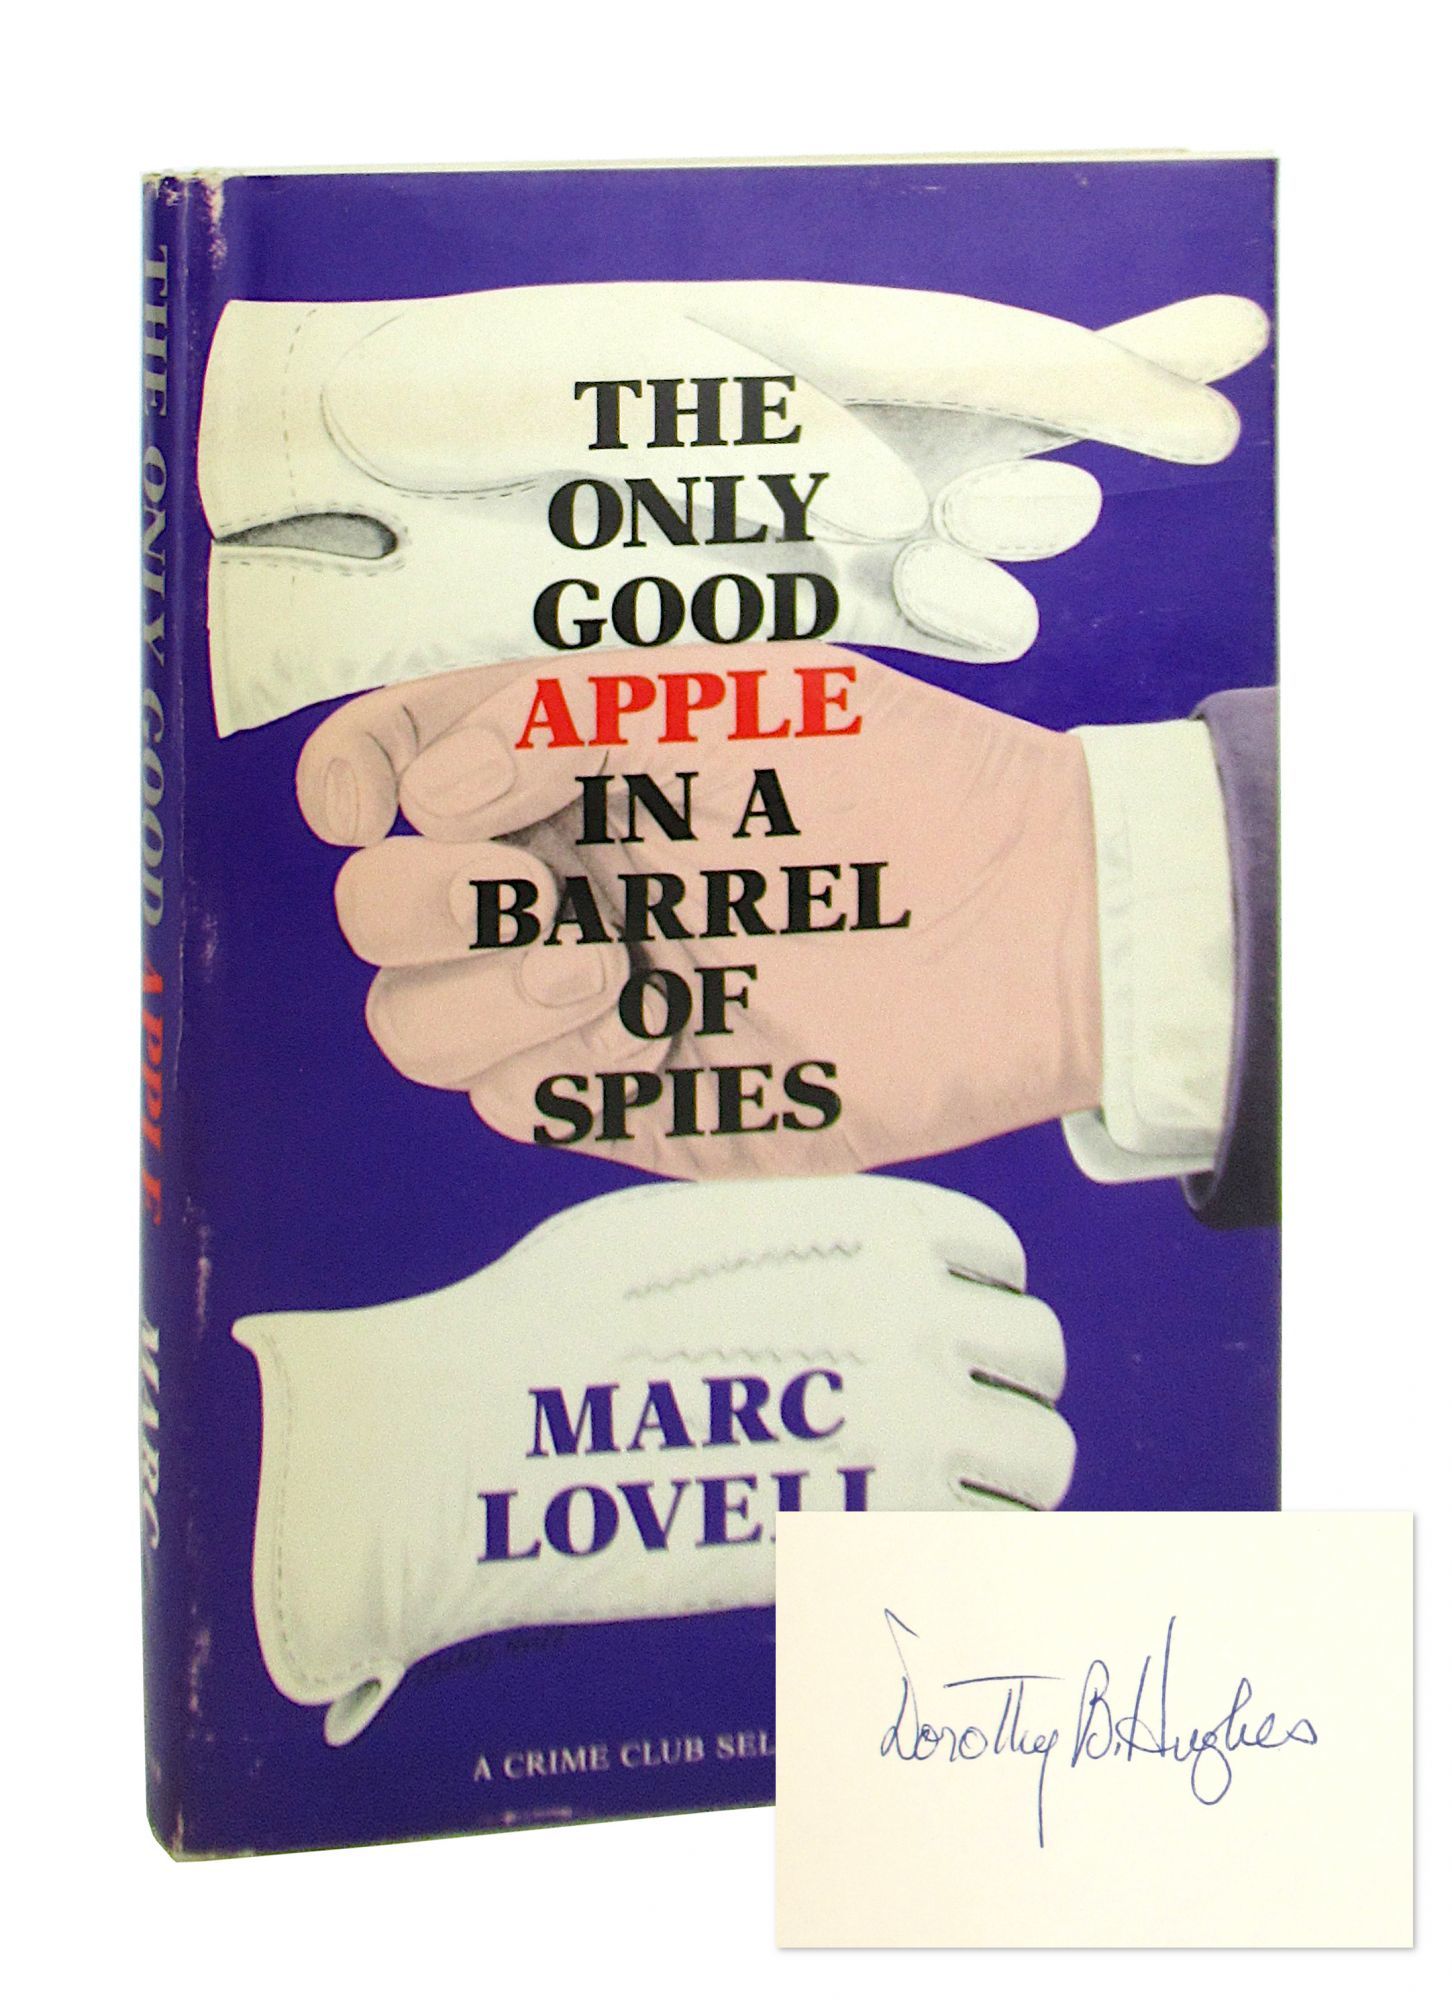 THE ONLY GOOD APPLE MARC
THE
ONLY
GOOD
APPLE
IN A
BARREL
OF
SPIES
MARC
LOVELL
A CRIME CLUB SEL
Dorothy B. Hughes